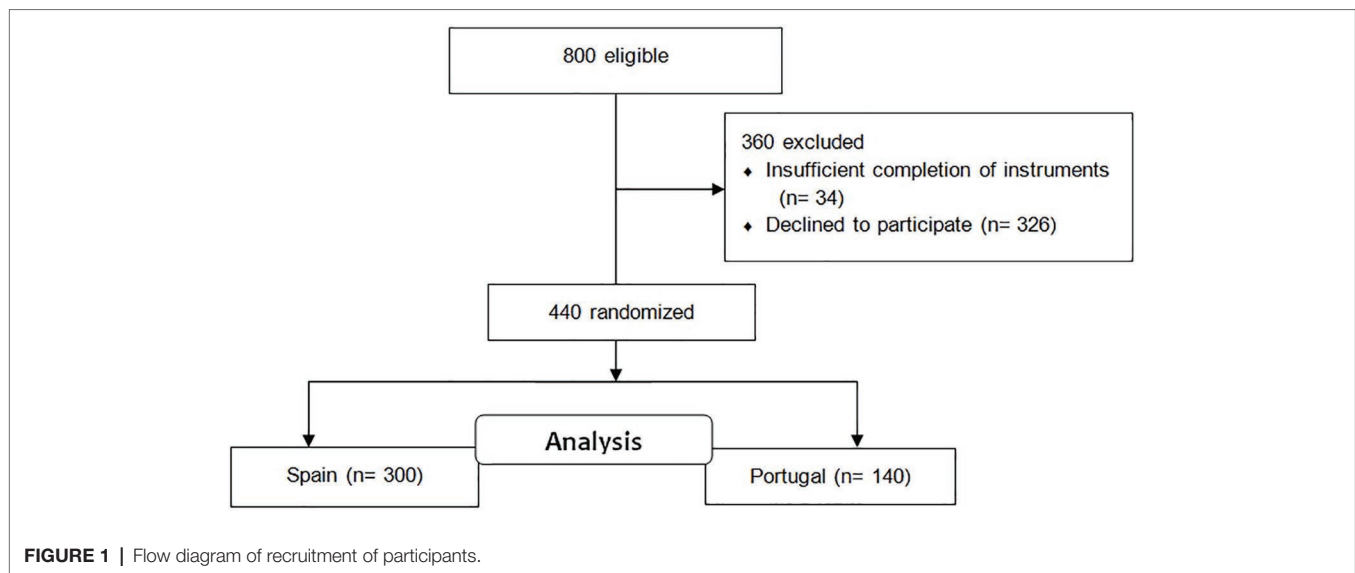 800 eligible
360 excluded
♦ Insufficient completion of instruments
(n= 34)
♦ Declined to participate (n= 326)
440 randomized
Analysis
Spain (n= 300)
Portugal (n= 140)
FIGURE 1 | Flow diagram of recruitment of participants.